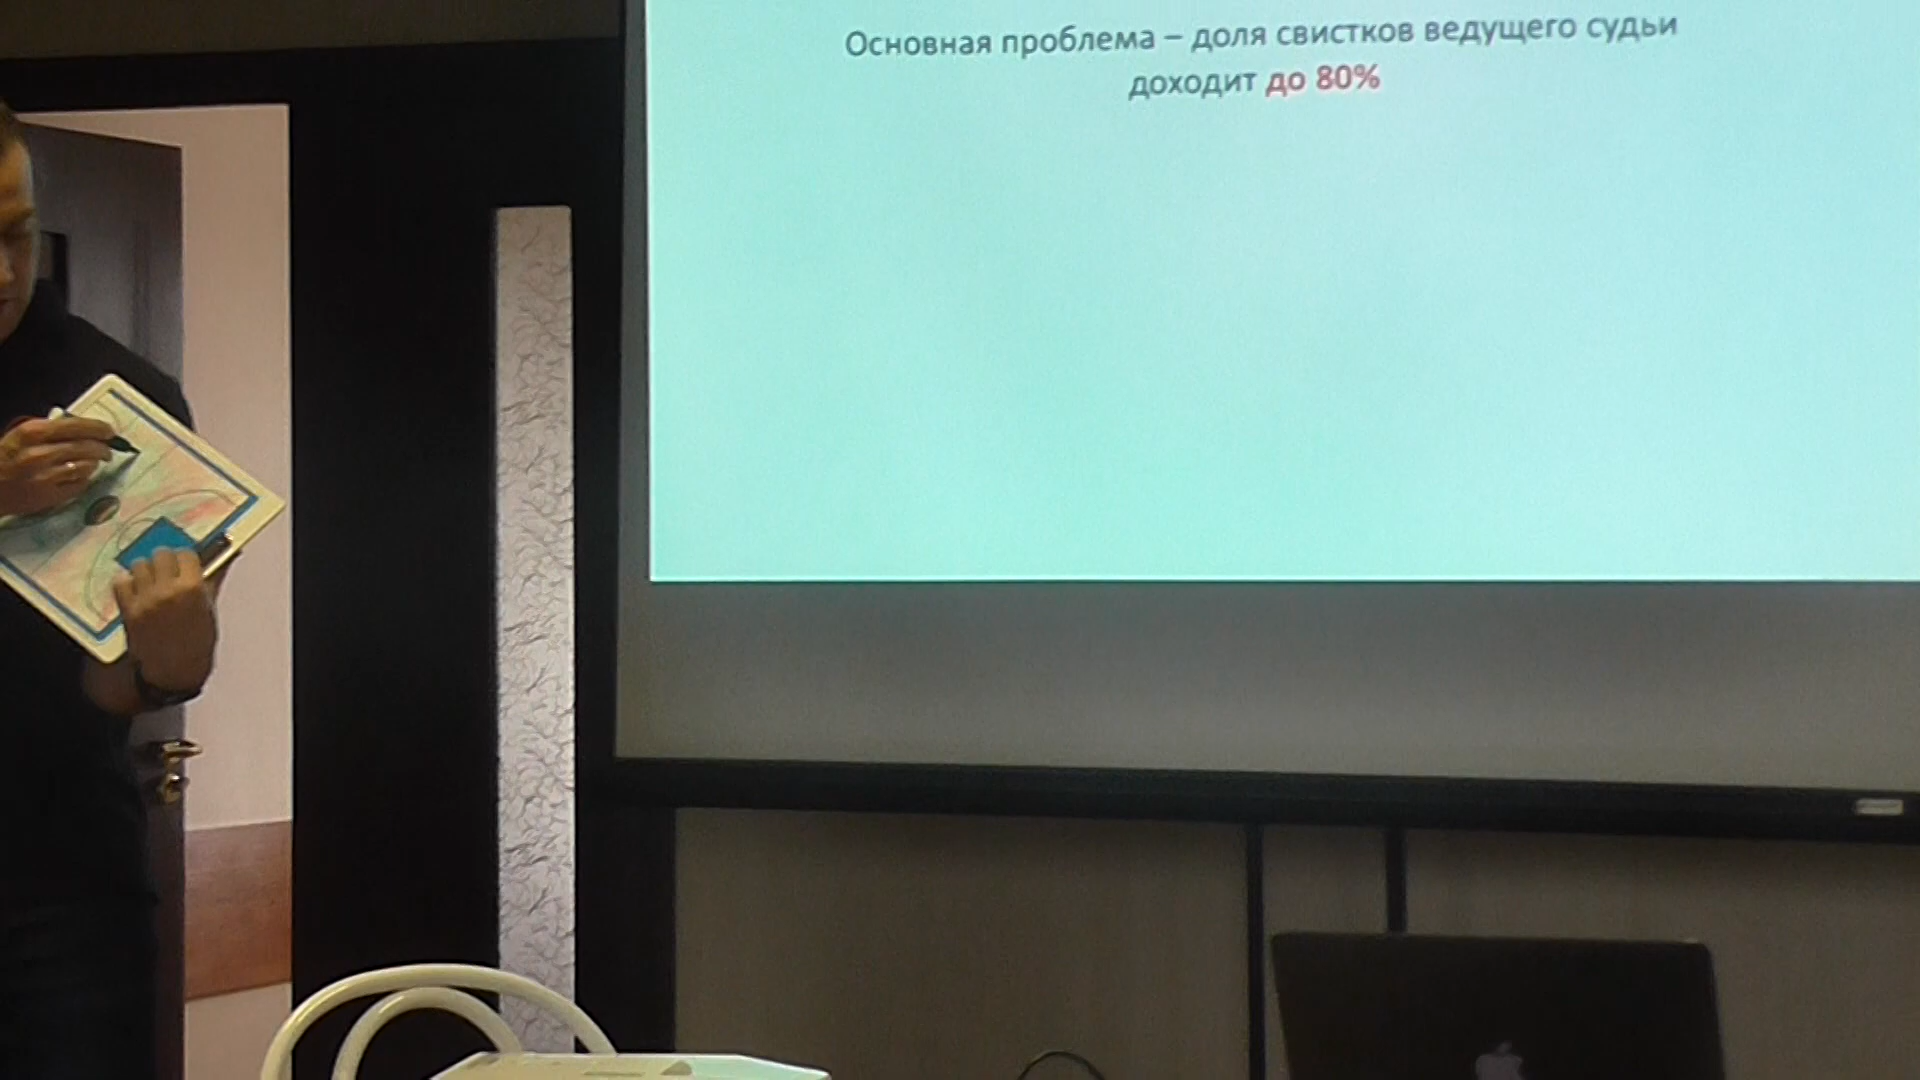 Основная проблема – доля свистков ведущего судьи
доходит до 80%